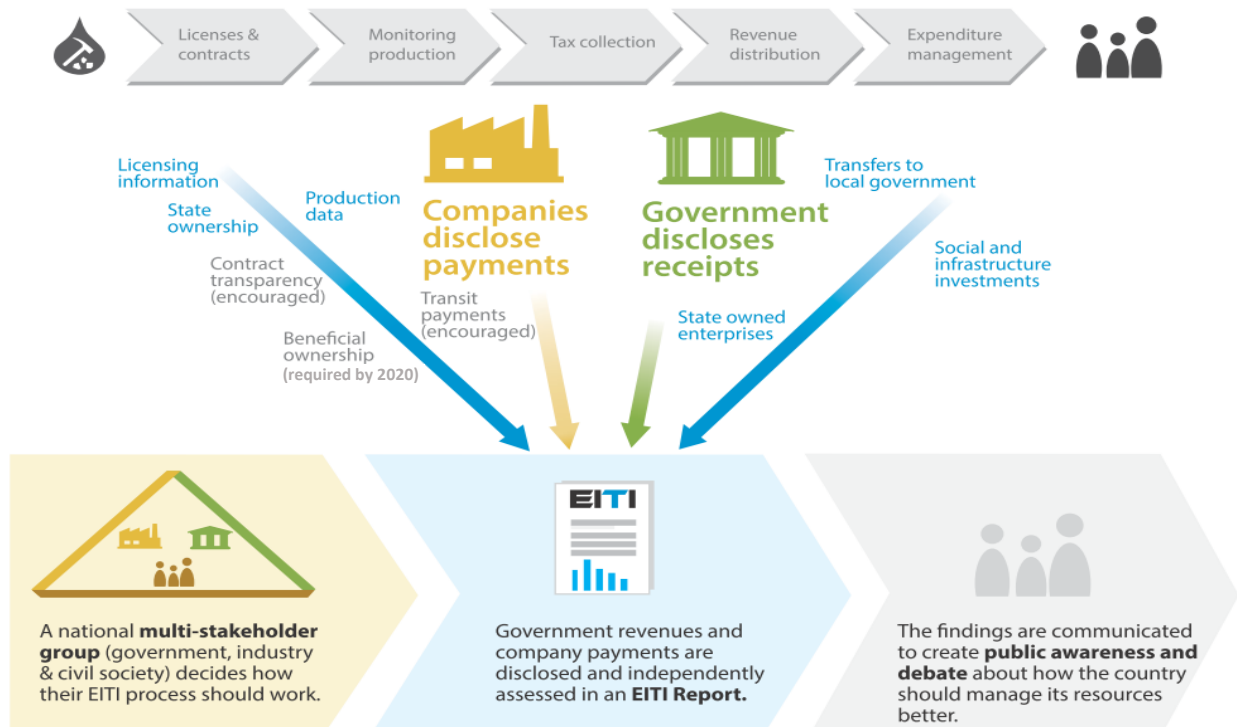 Licenses &
contracts
Monitoring
production
Tax collection
Revenue
distribution
Expenditure
management
Licensing
information
State
ownership
Production
data
Contract
transparency
(encouraged)
Beneficial
ownership
(required by 2020)
Companies
disclose
payments
Transit
payments
(encouraged)
Government
discloses
receipts
State owned
enterprises
Transfers to
local government
Social and
infrastructure
investments
A national multi-stakeholder
group (government, industry
& civil society) decides how
their EITI process should work.
EITI
Government revenues and
company payments are
disclosed and independently
assessed in an EITI Report.
The findings are communicated
to create public awareness and
debate about how the country
should manage its resources
better.